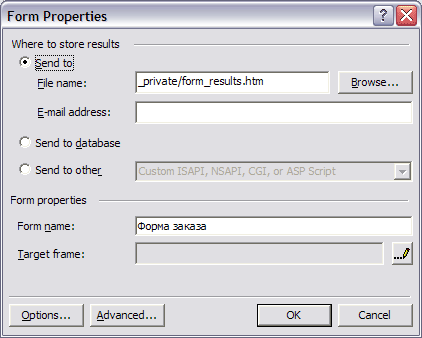 Form Properties
Where to store results
Send to
File name: _private/form_results.htm Browse...
E-mail address:
Send to database
Send to other Custom ISAPI, NSAPI, CGI, or ASP Script
Form properties
Form name: Форма заказа
Target frame:
Options... Advanced... OK Cancel